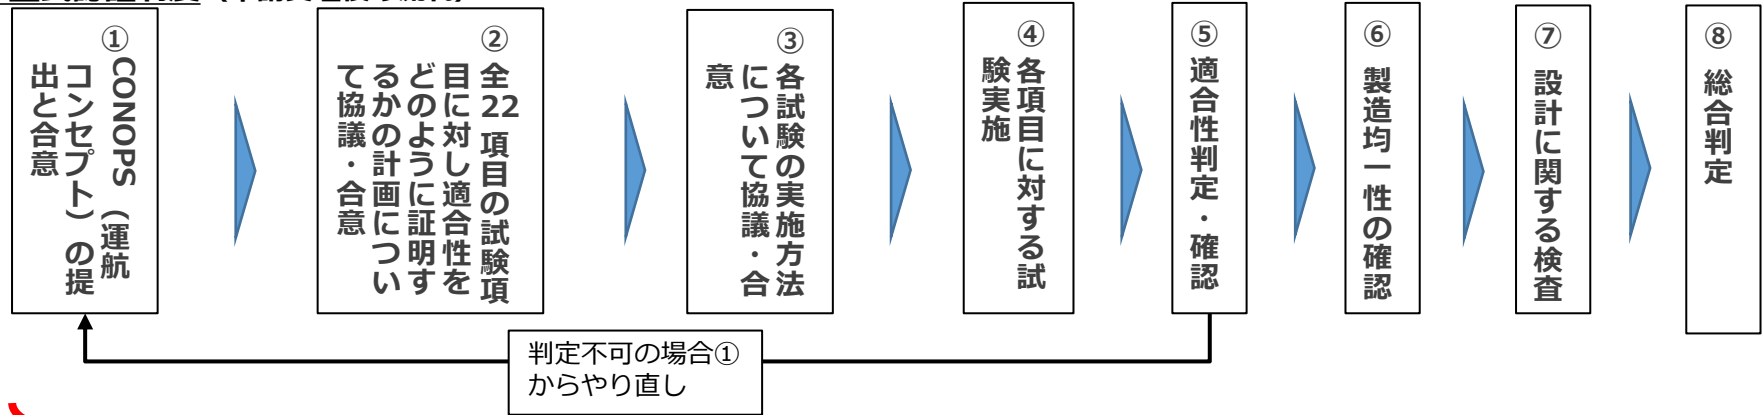 ①CONOPS（運航
コンセプト）の提
出と合意
②
全22項目の試験項
目に対し適合性を
どのように証明す
るかの計画につい
て協議・合意
③
各試験の実施方法
について協議・合
意
④
各項目に対する試
験実施
⑤適合性判定・確認
⑥製造均一性の確認
⑦設計に関する検査
⑧総合判定
判定不可の場合①
からやり直し